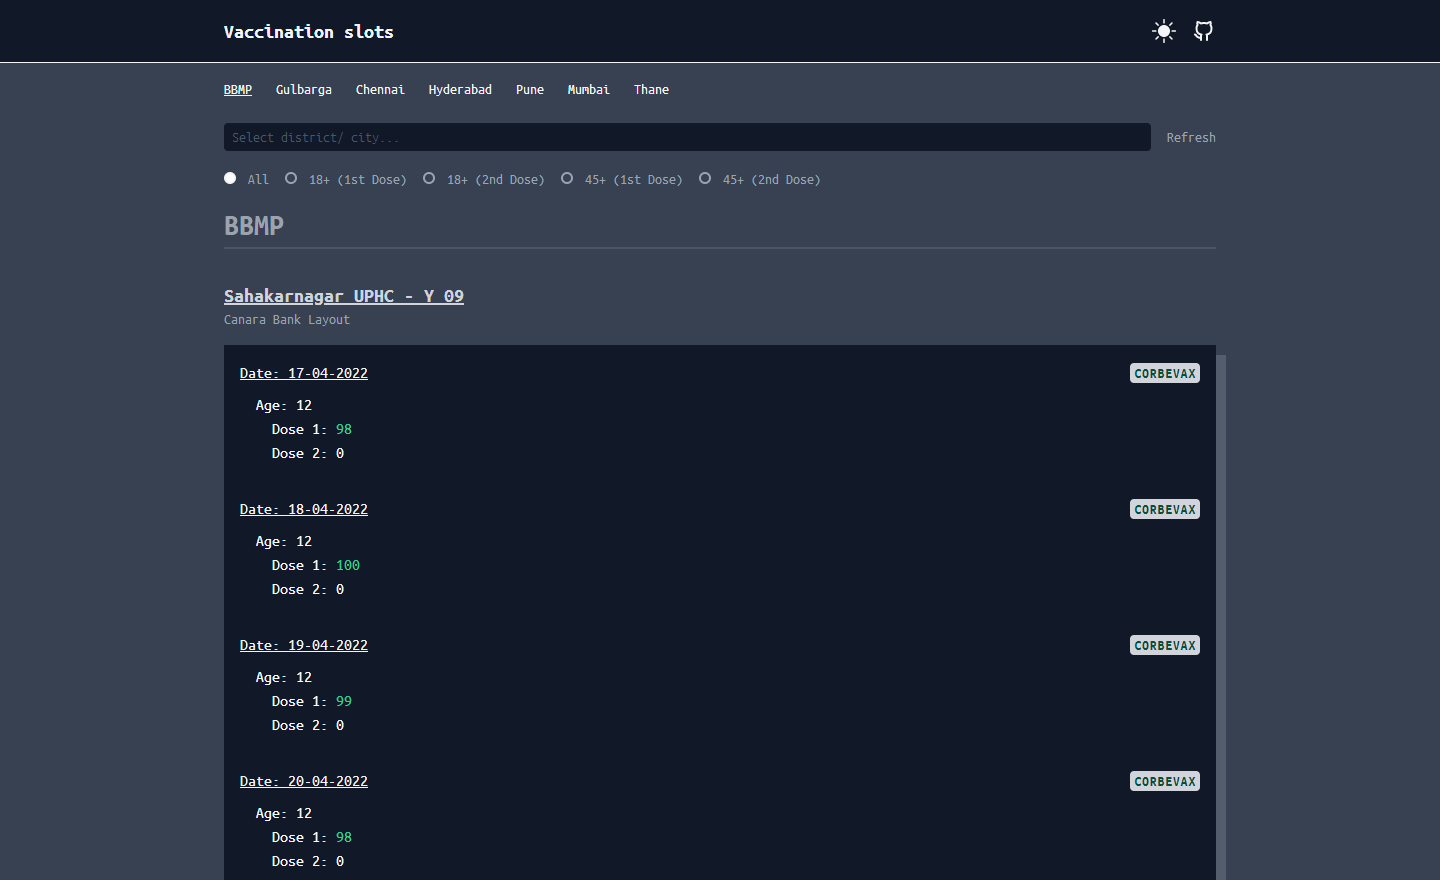 Vaccination slots
BBMP Gulbarga Chennai Hyderabad Pune Mumbai Thane
Select district/ city... Refresh
All 18+ (1st Dose) 18+ (2nd Dose) 45+ (1st Dose) 45+ (2nd Dose)
BBMP
Sahakarnagar UPHC - Y 09
Canara Bank Layout
Date: 17-04-2022 CORBEVAX
Age: 12
Dose 1: 98
Dose 2: 0
Date: 18-04-2022 CORBEVAX
Age: 12
Dose 1: 100
Dose 2: 0
Date: 19-04-2022 CORBEVAX
Age: 12
Dose 1: 99
Dose 2: 0
Date: 20-04-2022 CORBEVAX
Age: 12
Dose 1: 98
Dose 2: 0